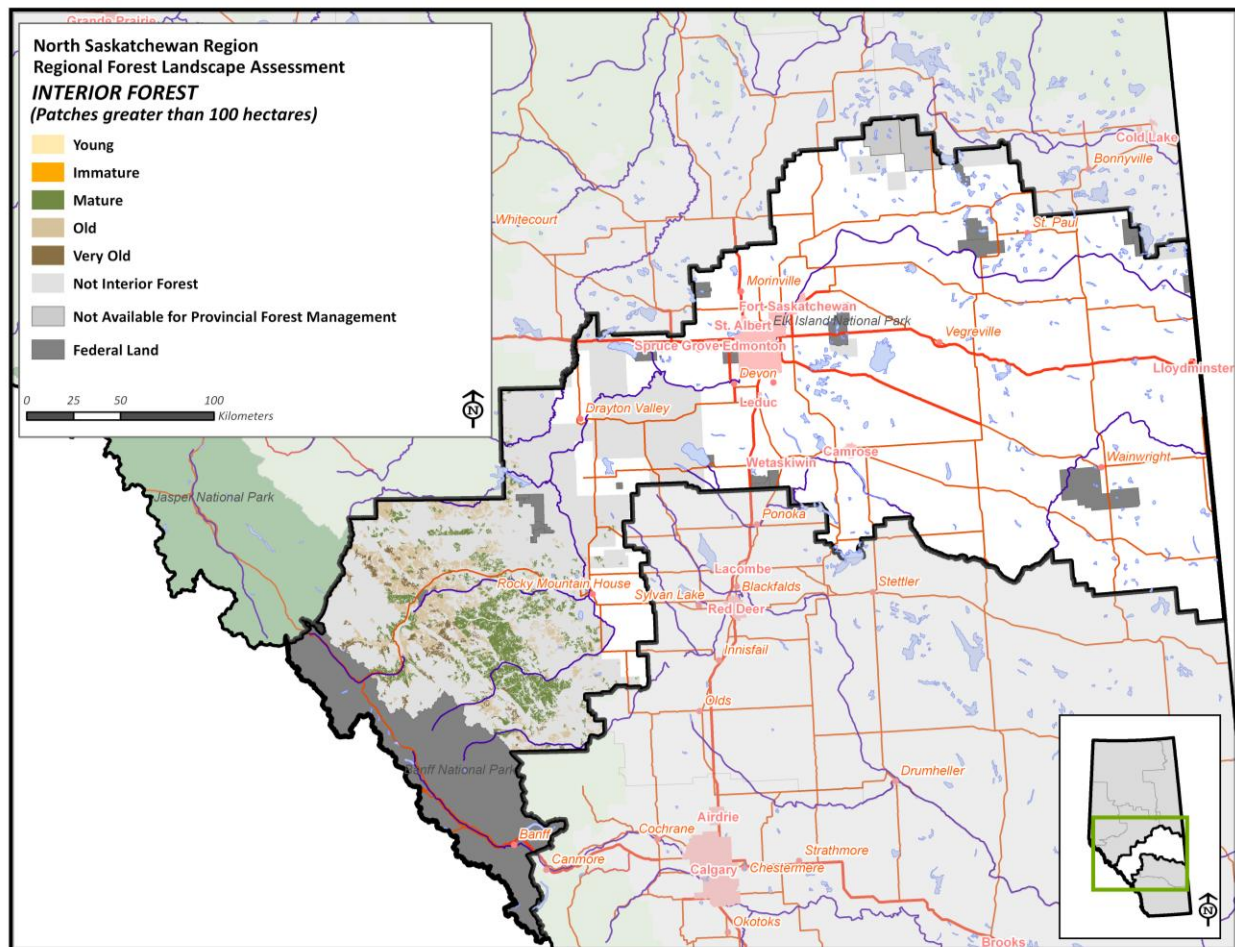 Grande Prairie
North Saskatchewan Region
Regional Forest Landscape Assessment
INTERIOR FOREST
(Patches greater than 100 hectares)
Young
Immature
Mature
Old
Very Old
Not Interior Forest
Not Available for Provincial Forest Management
Federal Land
0 25 50 100
Kilometers
N
Cold Lake
Bonnyville
Whitecourt
St. Paul
Morinville
Fort Saskatchewan
St. Albert
Elk Island National Park
Spruce Grove
Edmonton
Vegreville
Lloydminster
Devon
Leduc
Drayton Valley
Wetaskiwin
Camrose
Wainwright
Jasper National Park
Ponoka
Lacombe
Rocky Mountain House
Sylvan Lake
Blackfalds
Stettler
Red Deer
Innisfail
Olds
Banff National Park
Drumheller
Airdrie
Banff
Cochrane
Strathmore
Canmore
Chestermere
Calgary
Okotoks
Brooks
N